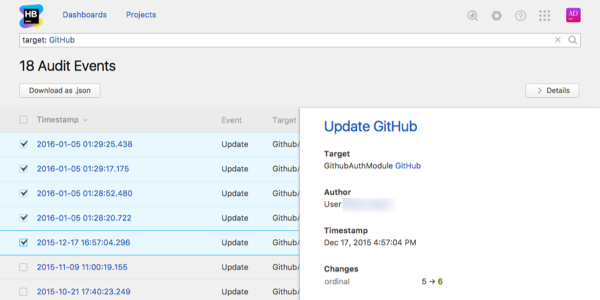 HB Dashboards Projects AD
target: GitHub
18 Audit Events
Download as .json Details
Timestamp Event Target
2016-01-05 01:29:25.438 Update GithubA
2016-01-05 01:29:17.175 Update GithubA
2016-01-05 01:28:52.480 Update GithubA
2016-01-05 01:28:20.722 Update GithubA
2015-12-17 16:57:04.296 Update GithubA
2015-11-09 11:00:19.155 Update GithubA
2015-10-21 17:40:23.249 Update GithubA
Update GitHub
Target
GithubAuthModule GitHub
Author
User
Timestamp
Dec 17, 2015 4:57:04 PM
Changes
ordinal 5 → 6